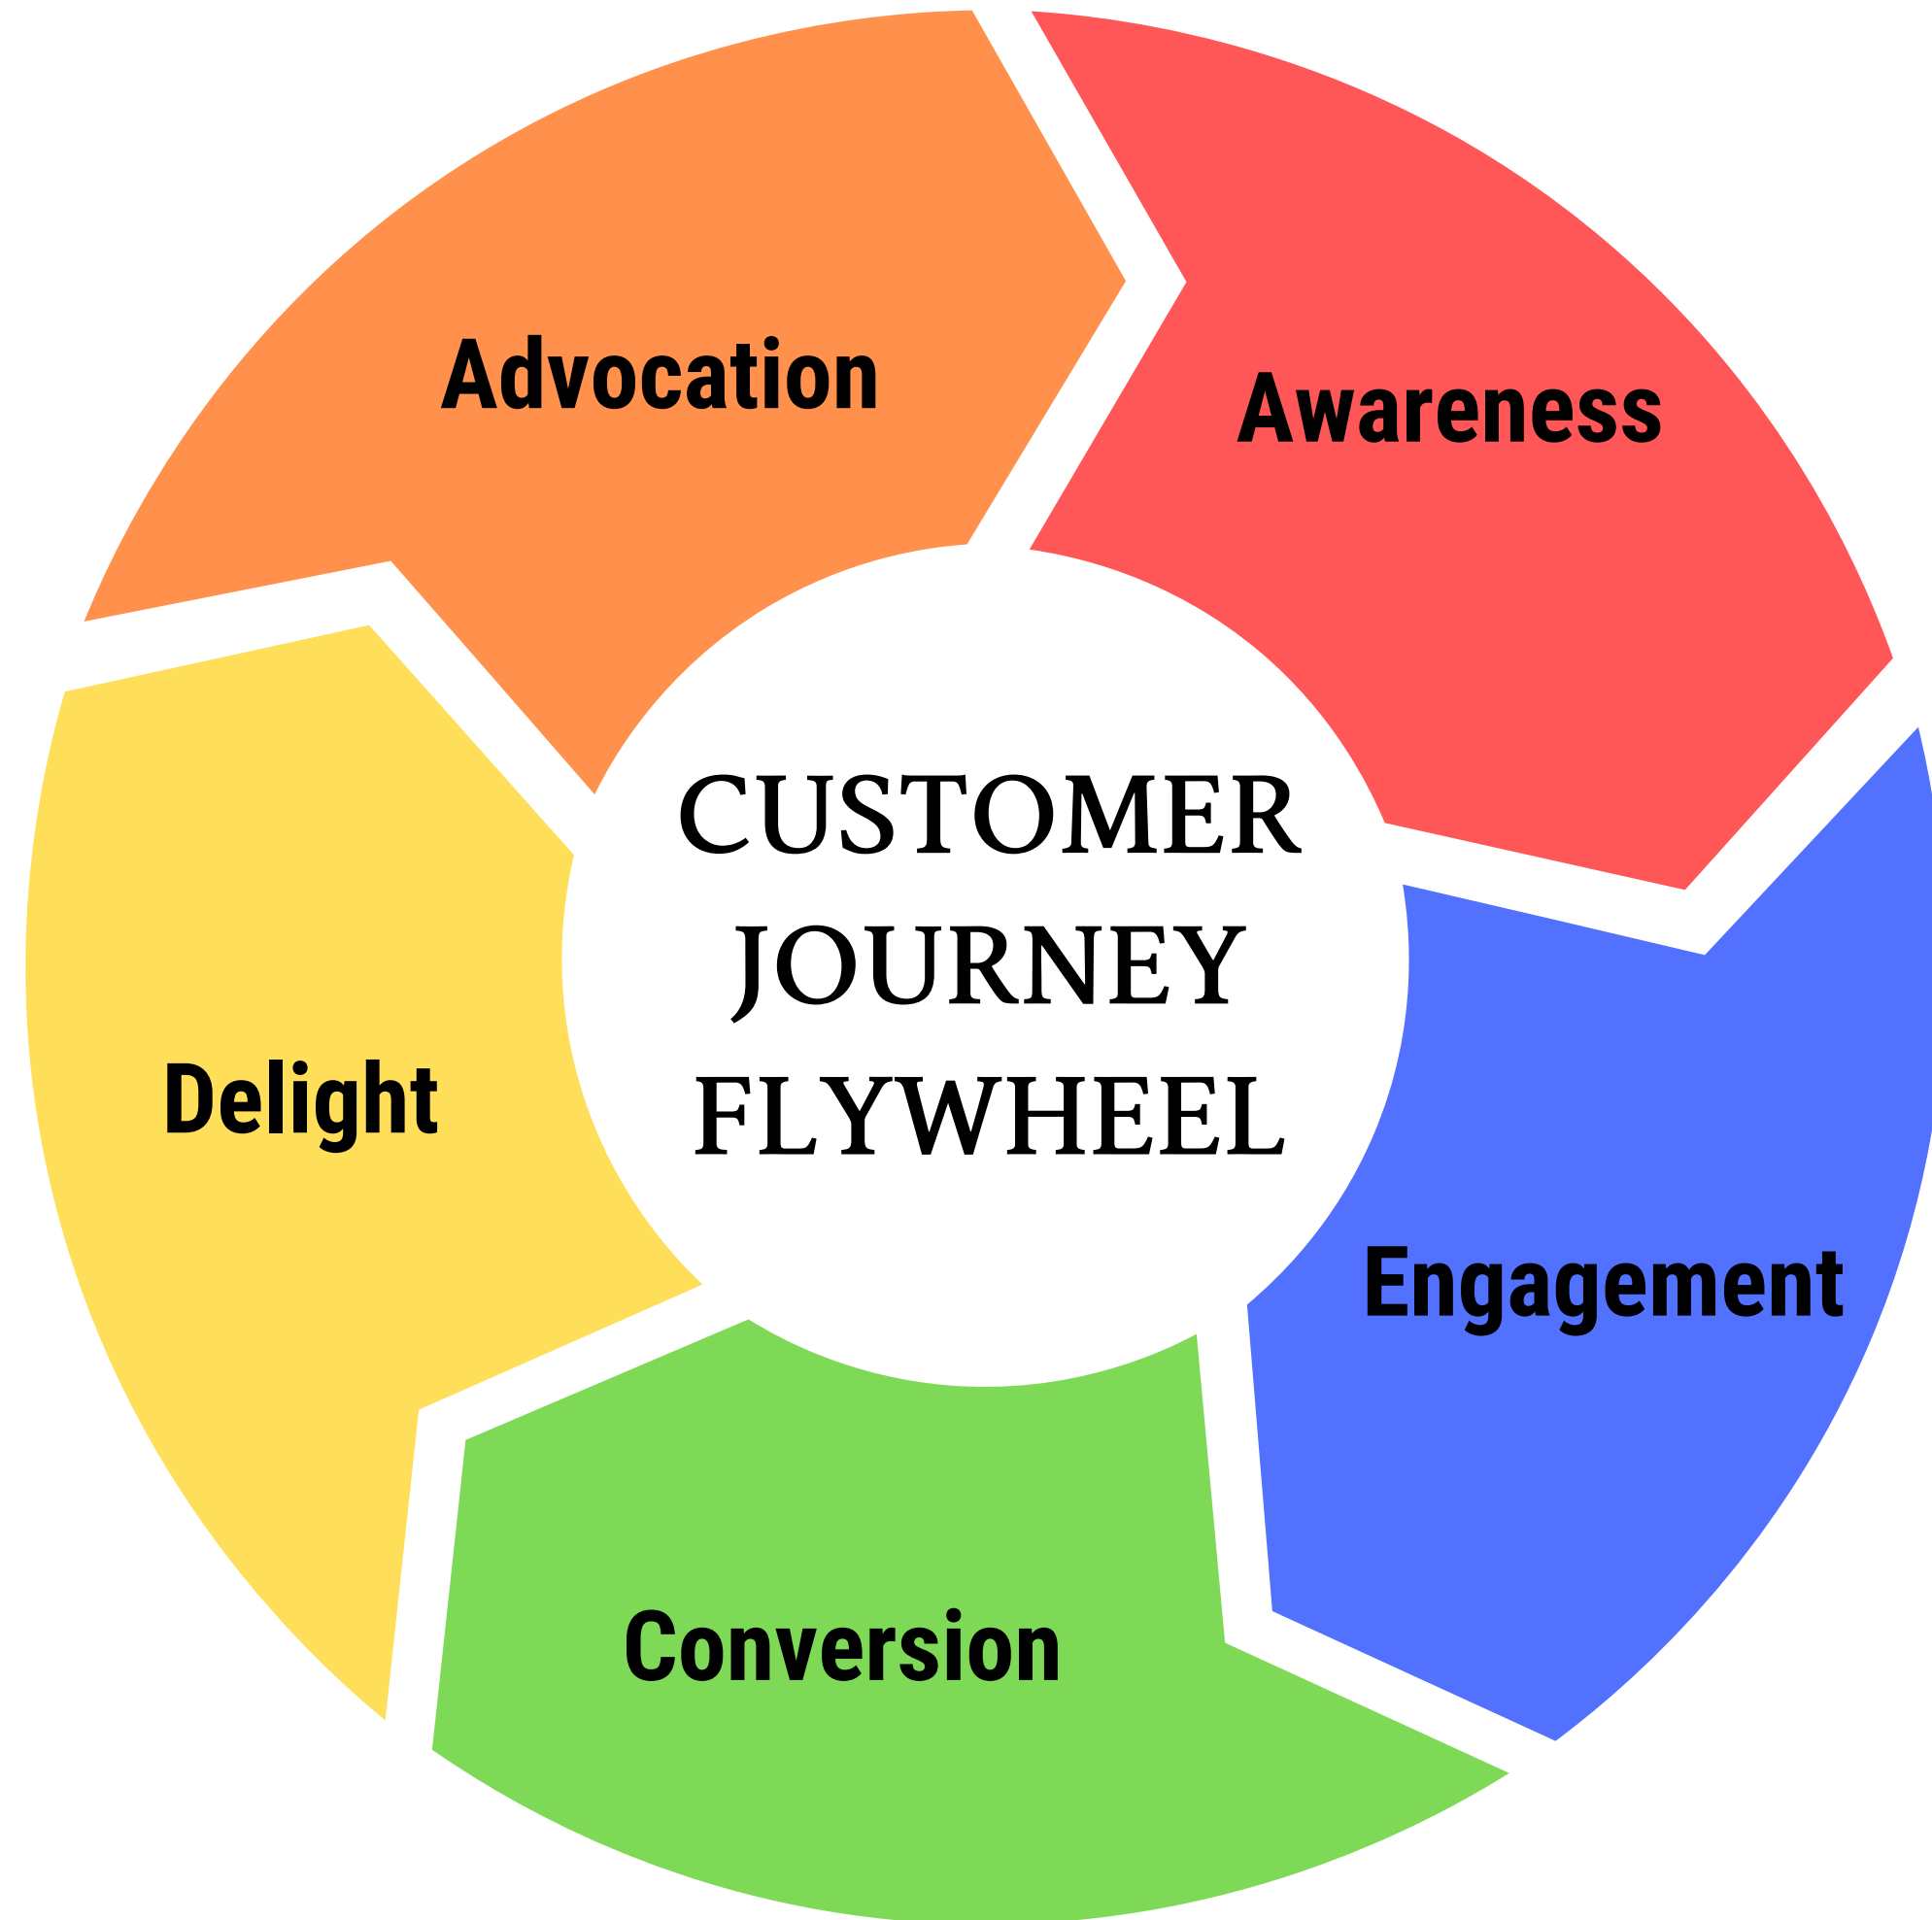 Advocation
Awareness
CUSTOMER
JOURNEY
FLYWHEEL
Delight
Engagement
Conversion